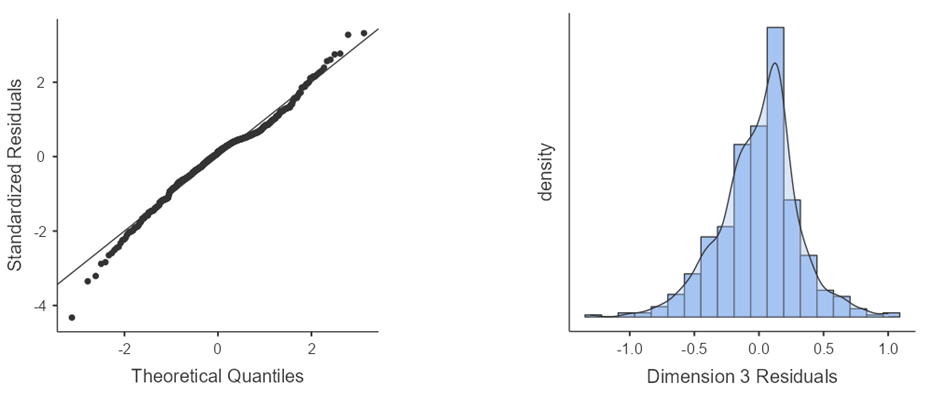 Standardized Residuals
2
0
-2
-4
-2 0 2
Theoretical Quantiles
density
-1.0 -0.5 0.0 0.5 1.0
Dimension 3 Residuals